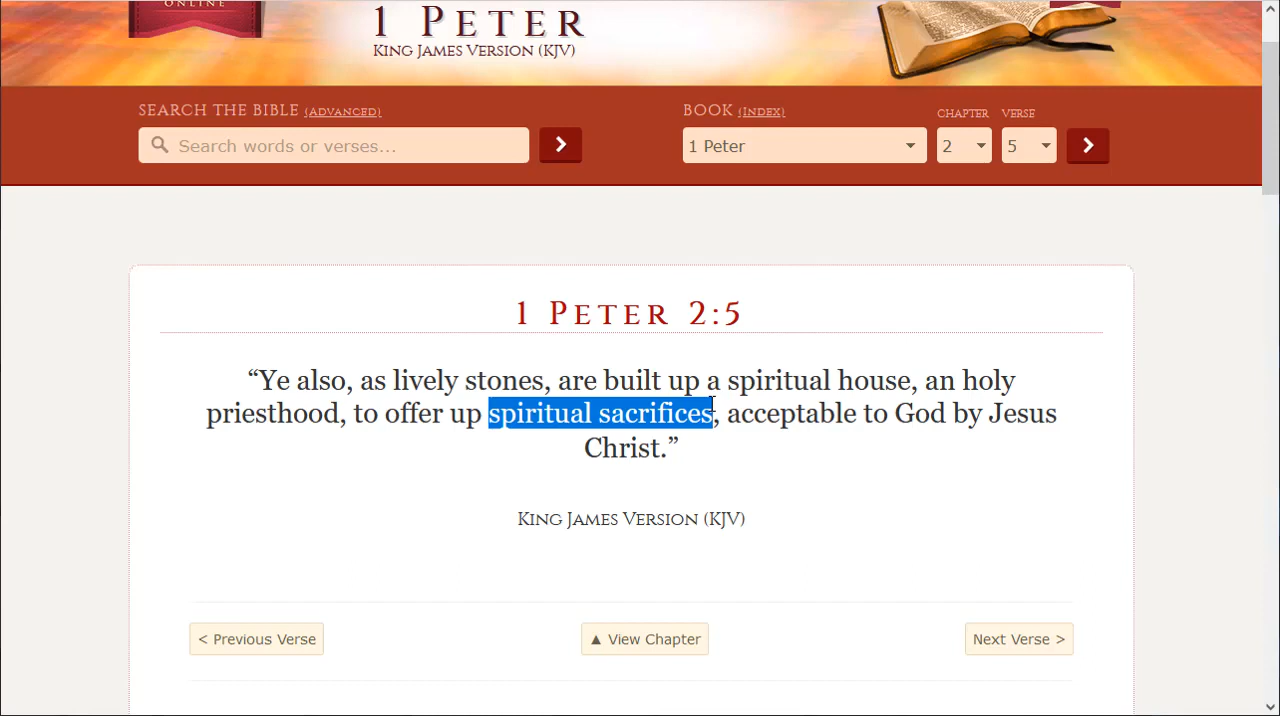 ONLINE
1 Peter
King James Version (KJV)
SEARCH THE BIBLE (Advanced)
BOOK (Index)
CHAPTER VERSE
Search words or verses...
1 Peter
2
5
1 Peter 2:5
“Ye also, as lively stones, are built up a spiritual house, an holy
priesthood, to offer up spiritual sacrifices, acceptable to God by Jesus
Christ.”
King James Version (KJV)
< Previous Verse
▲ View Chapter
Next Verse >